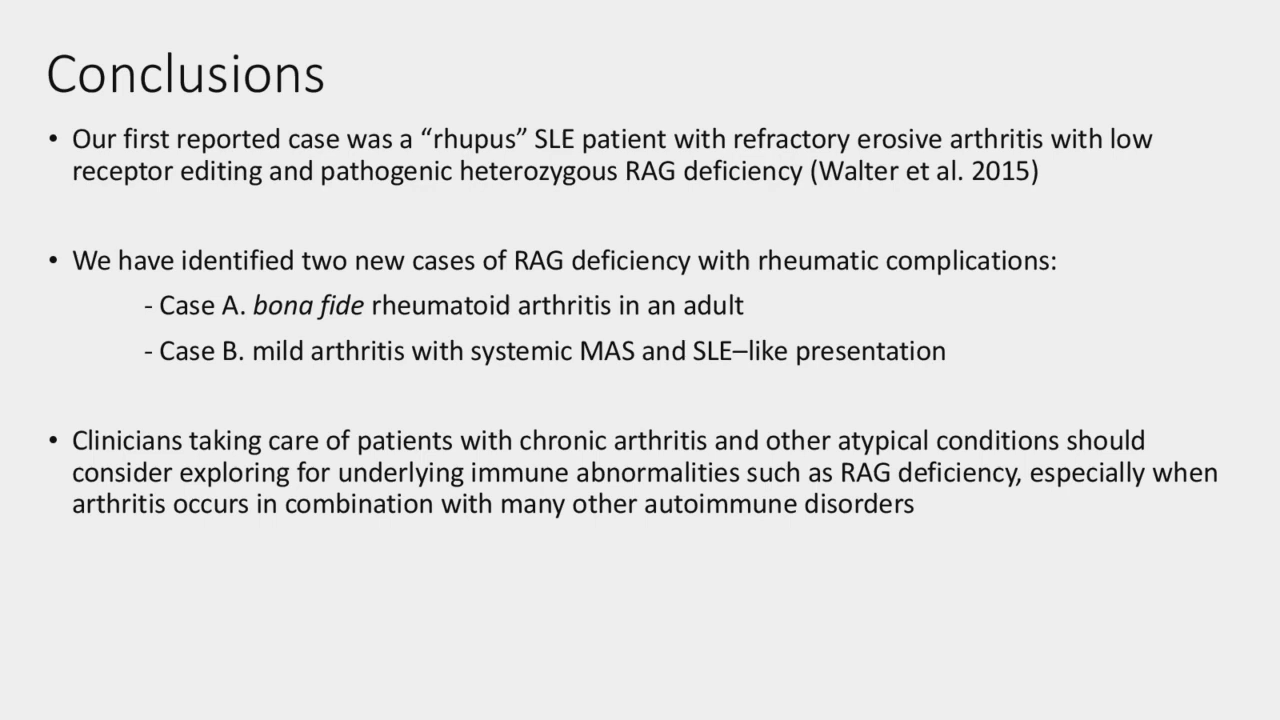 Conclusions
• Our first reported case was a “rhupus” SLE patient with refractory erosive arthritis with low
receptor editing and pathogenic heterozygous RAG deficiency (Walter et al. 2015)
• We have identified two new cases of RAG deficiency with rheumatic complications:
- Case A. bona fide rheumatoid arthritis in an adult
- Case B. mild arthritis with systemic MAS and SLE–like presentation
• Clinicians taking care of patients with chronic arthritis and other atypical conditions should
consider exploring for underlying immune abnormalities such as RAG deficiency, especially when
arthritis occurs in combination with many other autoimmune disorders